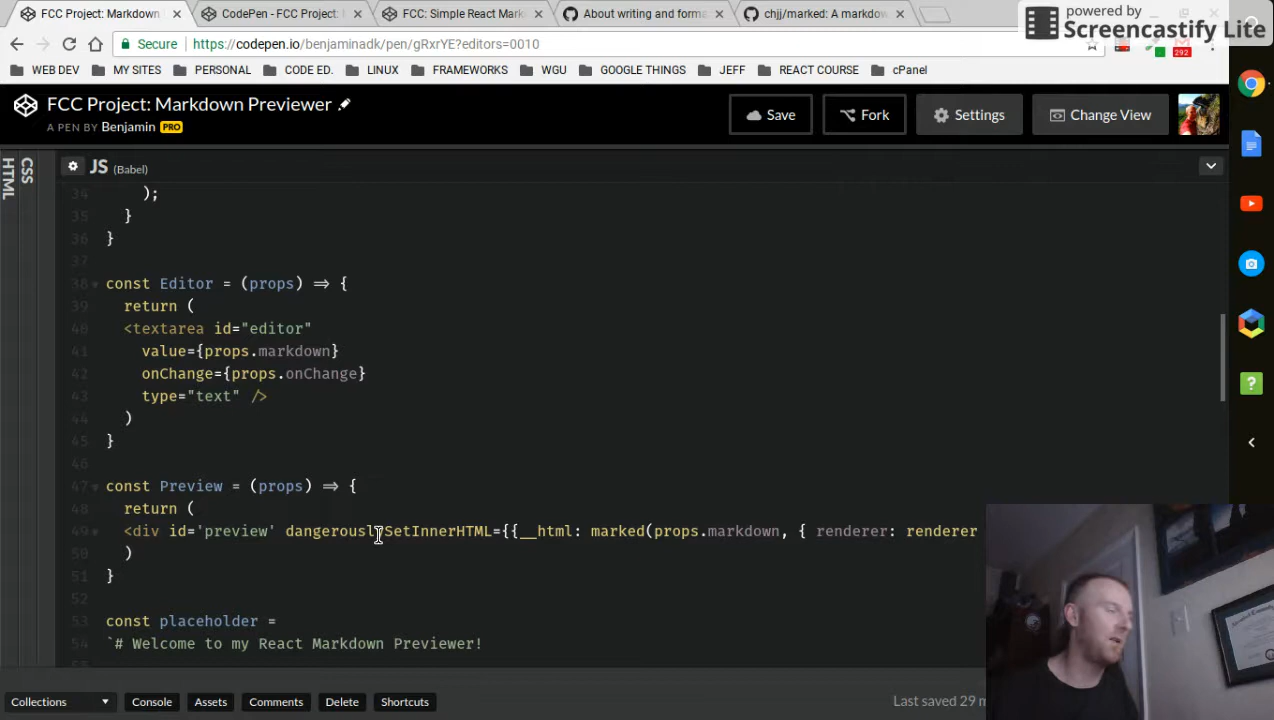 FCC Project: Markdown
CodePen - FCC Project:
FCC: Simple React Mark
About writing and forma
chjj/marked: A markdow
powered by
Screencastify Lite
Secure
https://codepen.io/benjaminadk/pen/gRxrYE?editors=0010
292
WEB DEV
MY SITES
PERSONAL
CODE ED.
LINUX
FRAMEWORKS
WGU
GOOGLE THINGS
JEFF
REACT COURSE
cPanel
FCC Project: Markdown Previewer
A PEN BY Benjamin PRO
Save
Fork
Settings
Change View
HTML
CSS
JS (Babel)
34 );
35 }
36 }
37
38 const Editor = (props) => {
39 return (
40 <textarea id="editor"
41 value={props.markdown}
42 onChange={props.onChange}
43 type="text" />
44 )
45 }
46
47 const Preview = (props) => {
48 return (
49 <div id='preview' dangerouslySetInnerHTML={{__html: marked(props.markdown, { renderer: renderer
50 )
51 }
52
53 const placeholder =
54 `# Welcome to my React Markdown Previewer!
Collections
Console
Assets
Comments
Delete
Shortcuts
Last saved 29 m